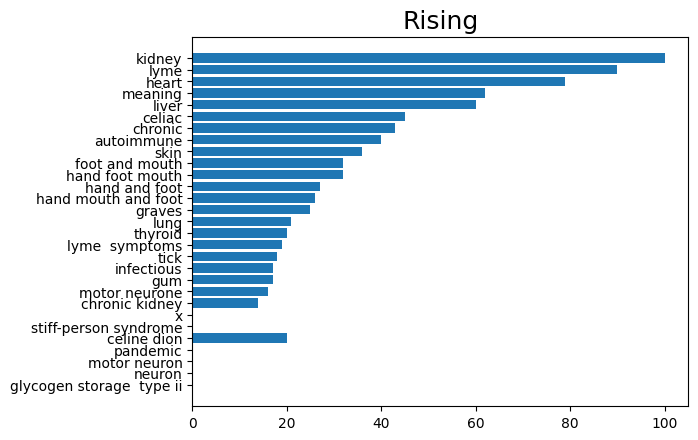 Rising
kidney
lyme
heart
meaning
liver
celiac
chronic
autoimmune
skin
foot and mouth
hand foot mouth
hand and foot
hand mouth and foot
graves
lung
thyroid
lyme  symptoms
tick
infectious
gum
motor neurone
chronic kidney
x
stiff-person syndrome
celine dion
pandemic
motor neuron
neuron
glycogen storage  type ii
0 20 40 60 80 100